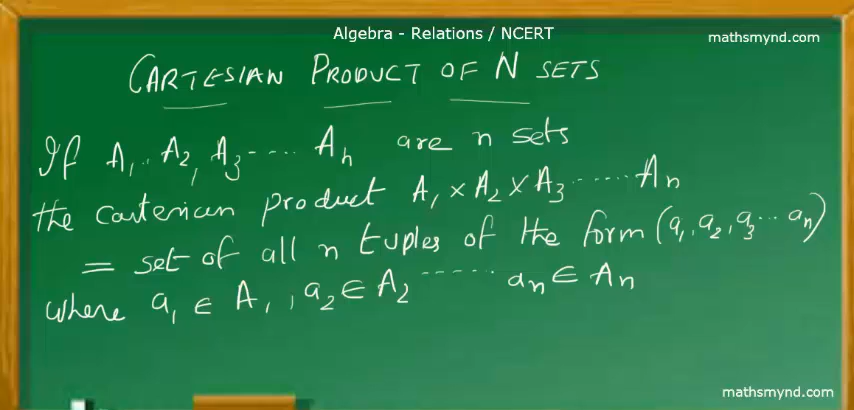 Algebra - Relations / NCERT
mathsmynd.com
CARTESIAN PRODUCT OF N SETS
If A₁, A₂, A₃ ---- Aₙ are n sets
the cartesian product A₁ × A₂ × A₃ ...... Aₙ
= set of all n tuples of the form (a₁, a₂, a₃ ... aₙ)
where a₁ ∈ A₁, a₂ ∈ A₂ ...... aₙ ∈ Aₙ
mathsmynd.com